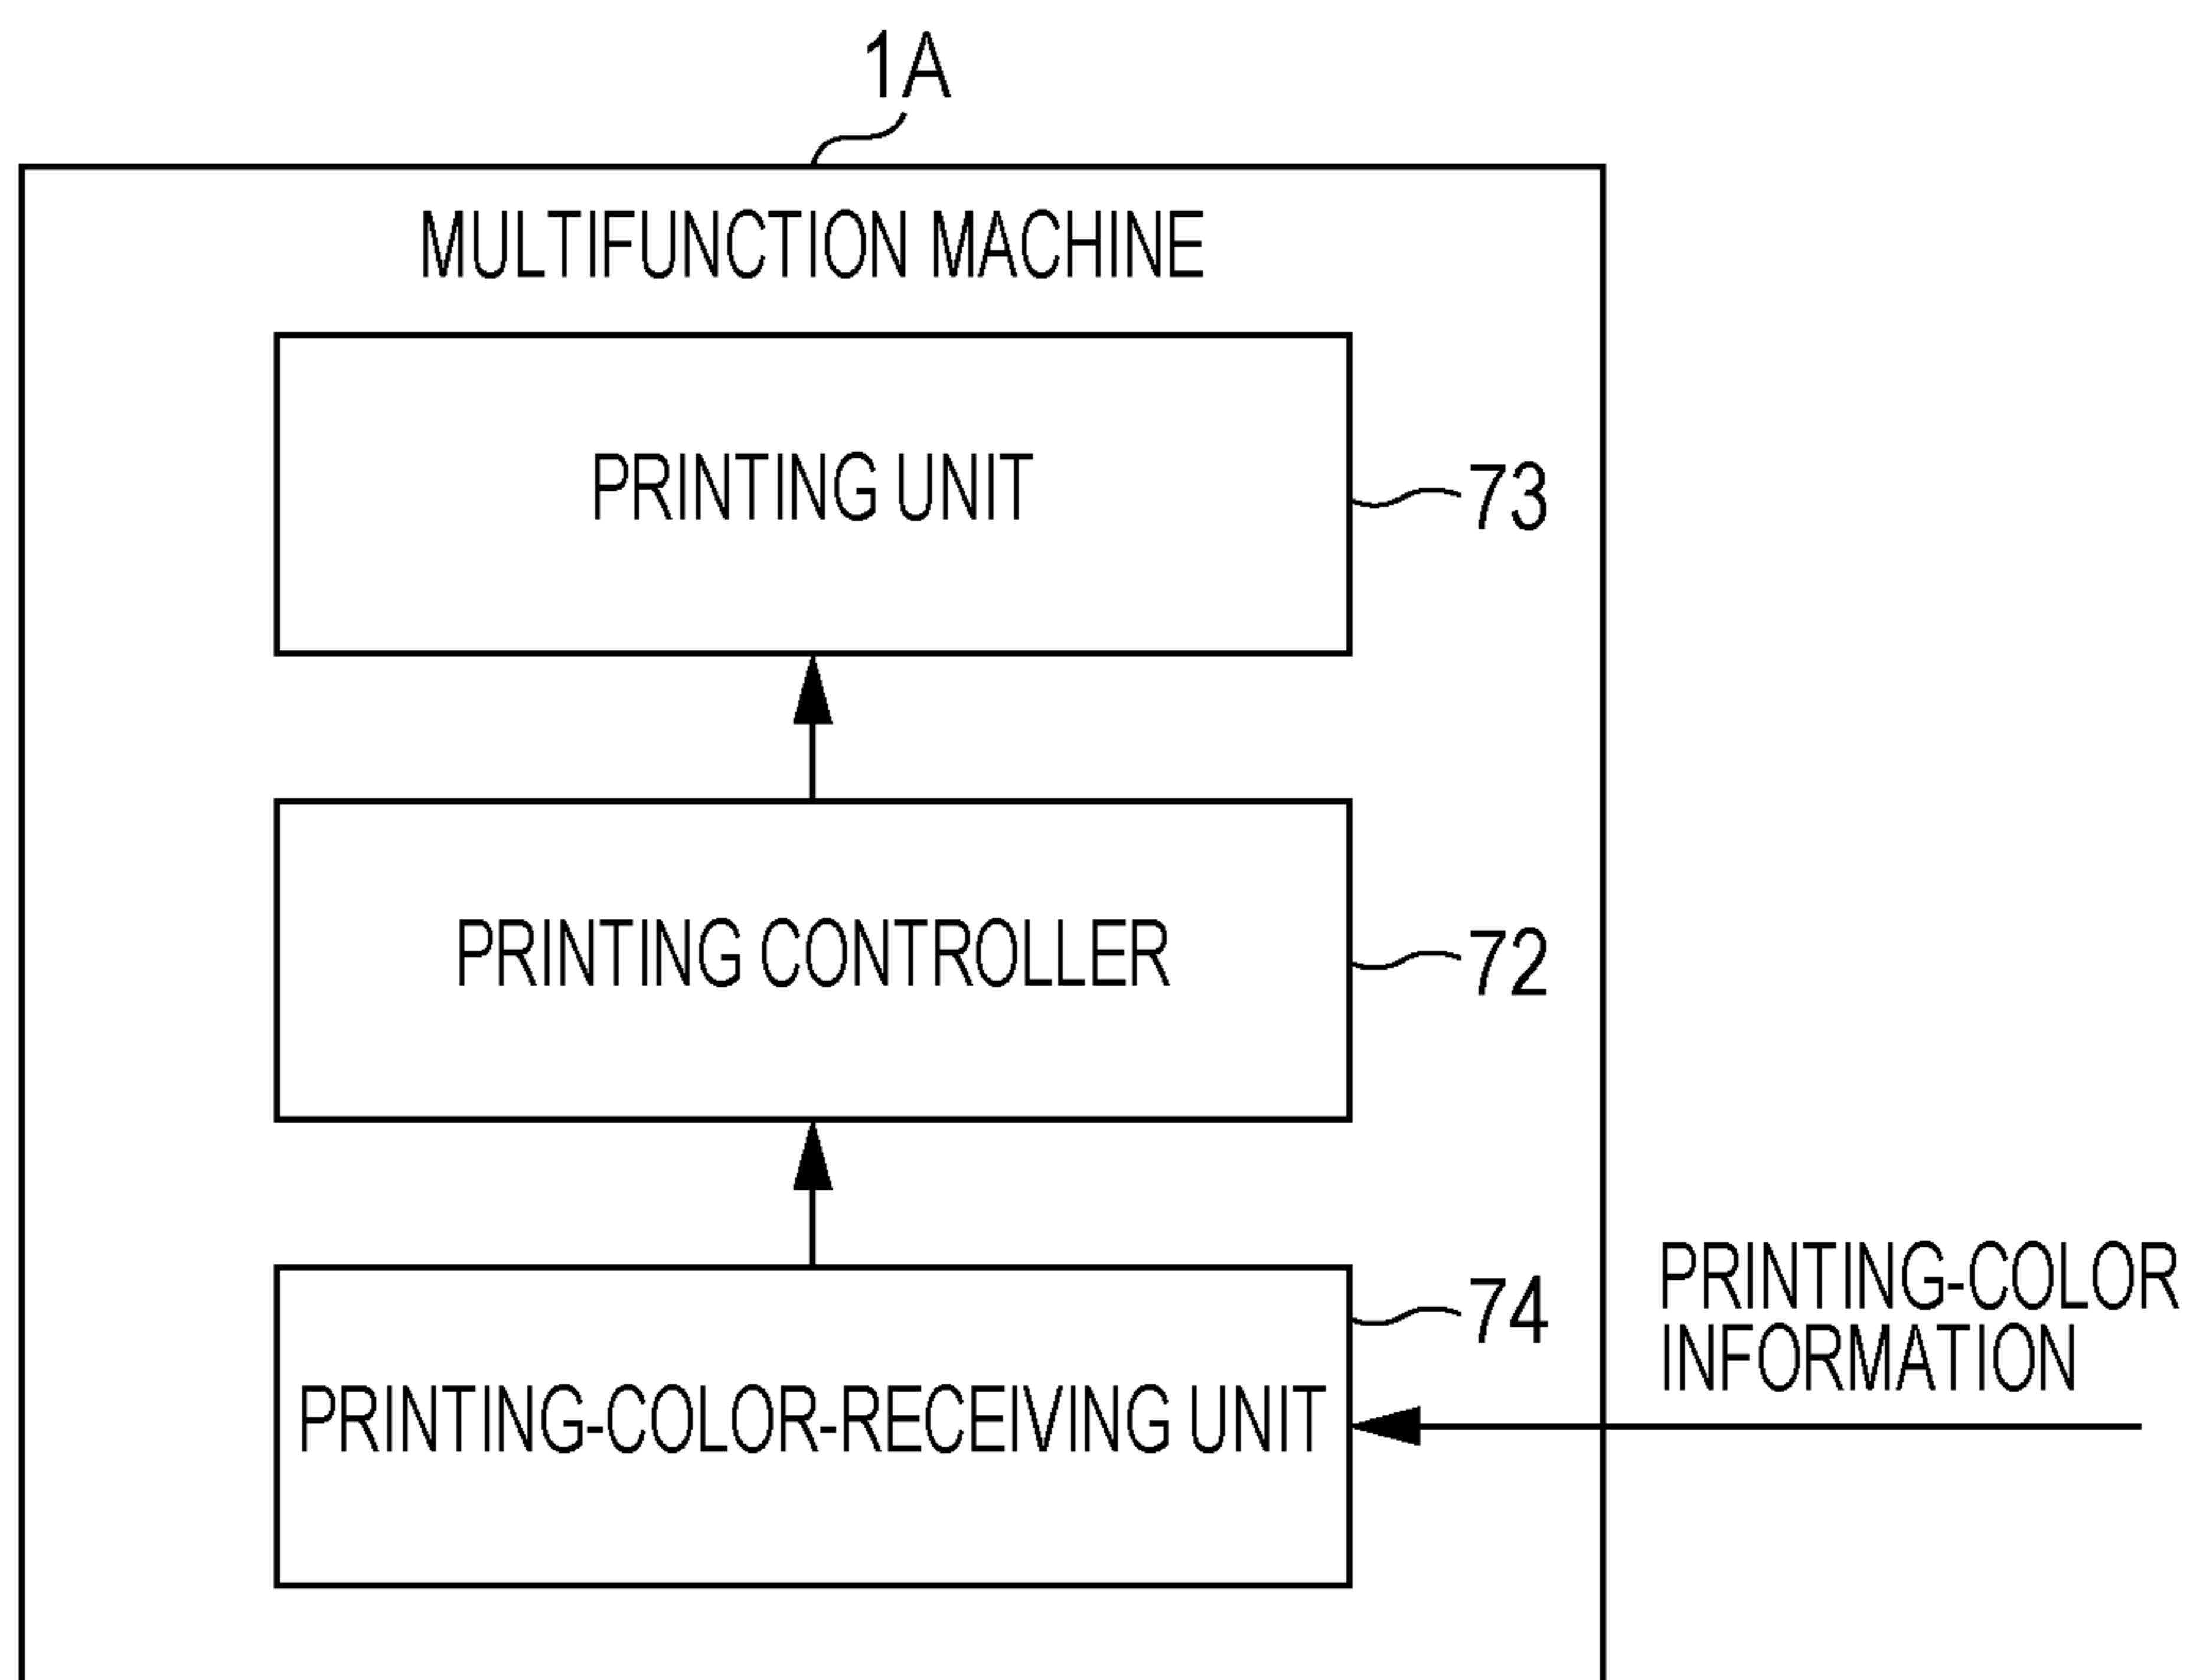 1A
MULTIFUNCTION MACHINE
PRINTING UNIT
73
PRINTING CONTROLLER
72
74
PRINTING-COLOR-RECEIVING UNIT
PRINTING-COLOR
INFORMATION